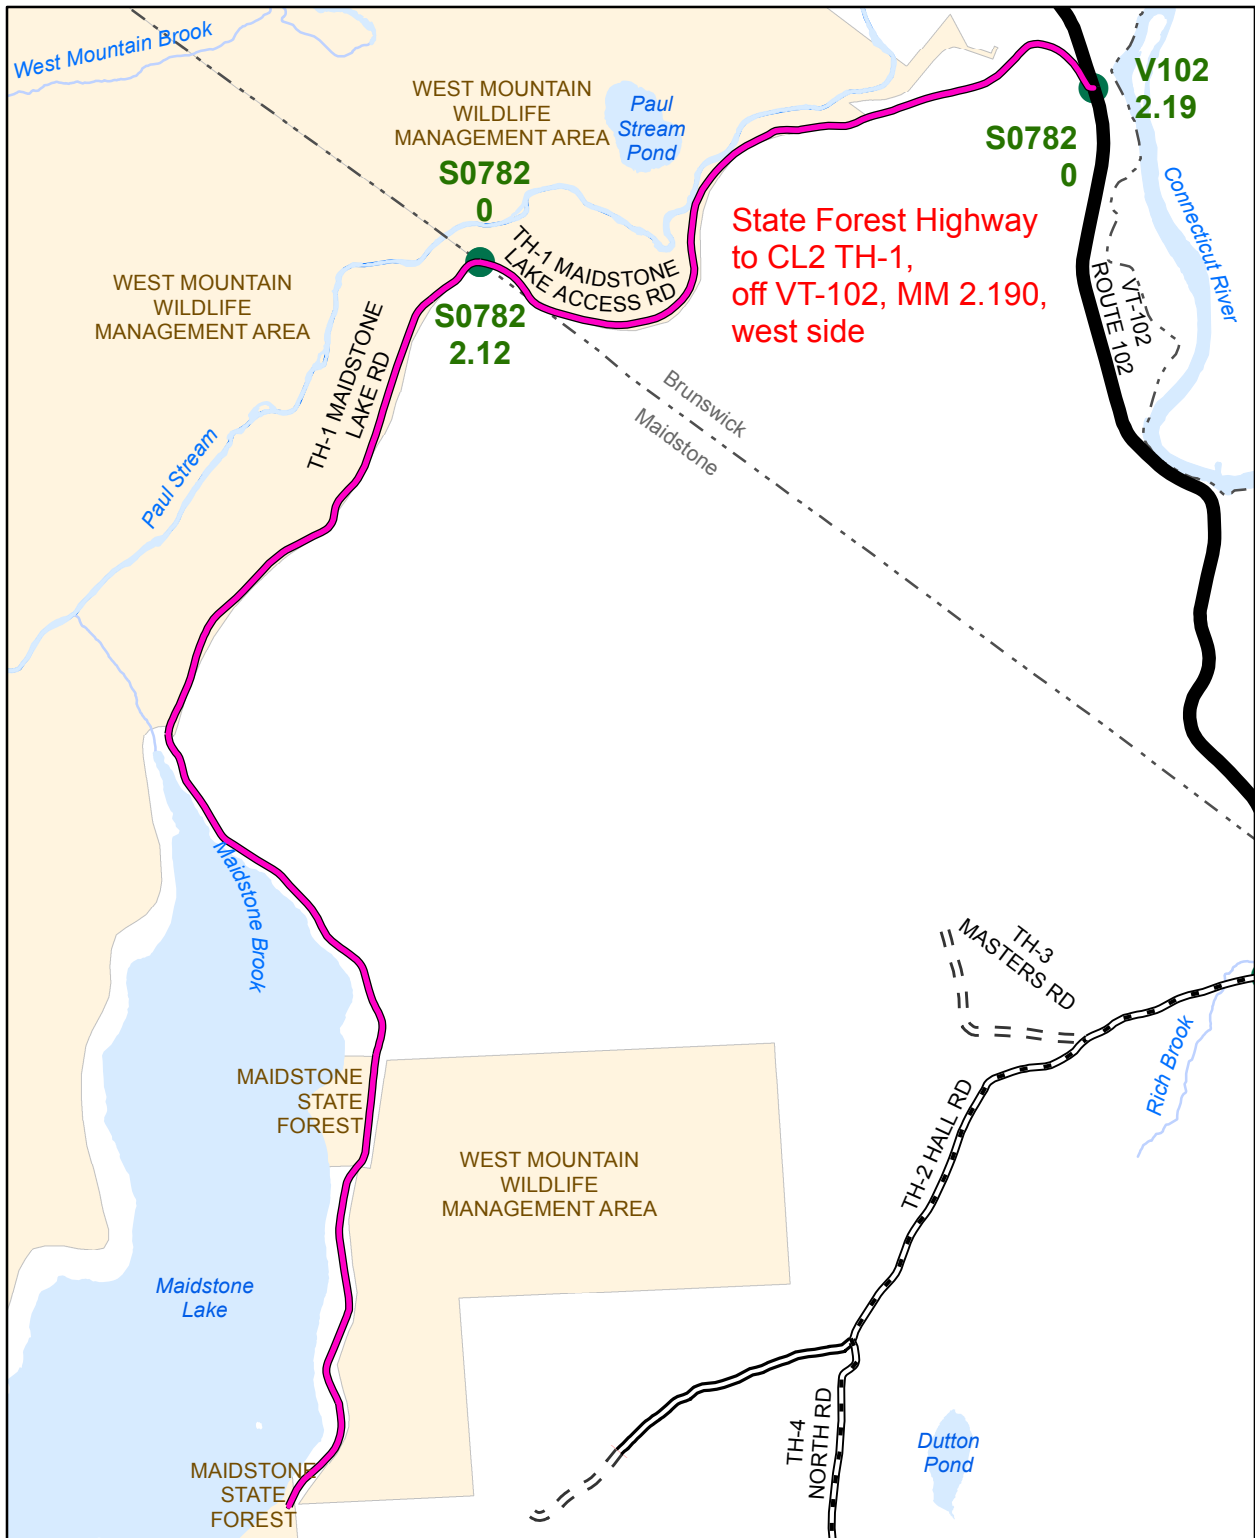 West Mountain Brook
WEST MOUNTAIN
WILDLIFE
MANAGEMENT AREA
Paul
Stream
Pond
V102
2.19
S0782
0
S0782
0
Connecticut River
State Forest Highway
to CL2 TH-1,
off VT-102, MM 2.190,
west side
TH-1 MAIDSTONE
LAKE ACCESS RD
VT-102
ROUTE 102
WEST MOUNTAIN
WILDLIFE
MANAGEMENT AREA
S0782
2.12
TH-1 MAIDSTONE
LAKE RD
Brunswick
Maidstone
Paul Stream
Maidstone Brook
TH-3
MASTERS RD
Rich Brook
MAIDSTONE
STATE
FOREST
TH-2 HALL RD
WEST MOUNTAIN
WILDLIFE
MANAGEMENT AREA
Maidstone
Lake
TH-4
NORTH RD
Dutton
Pond
MAIDSTONE
STATE
FOREST